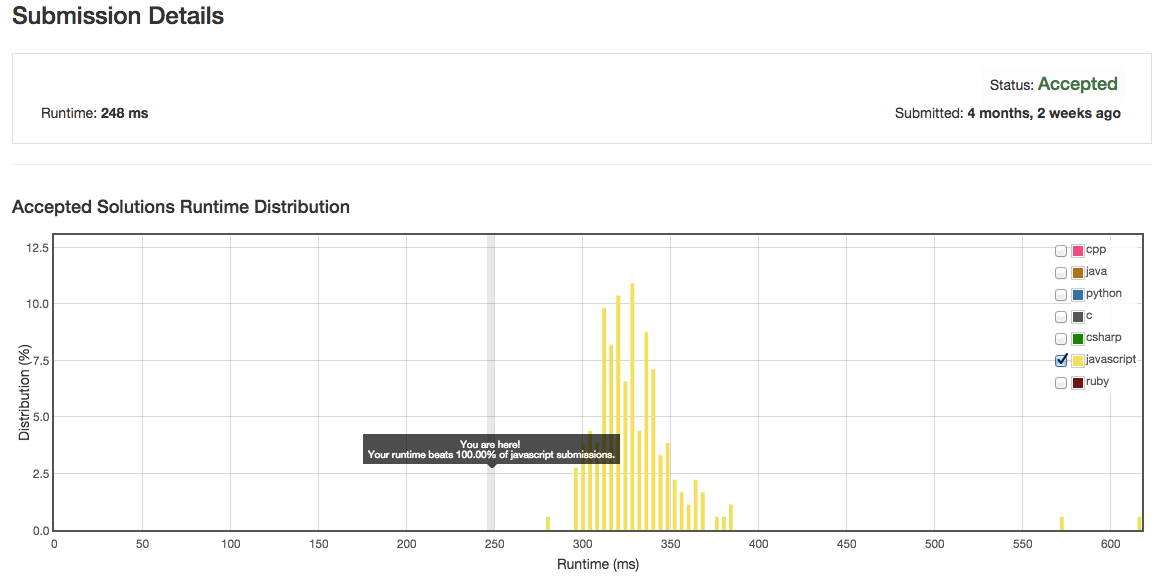 Submission Details
Status: Accepted
Runtime: 248 ms
Submitted: 4 months, 2 weeks ago
Accepted Solutions Runtime Distribution
12.5
10.0
7.5
5.0
2.5
0.0
Distribution (%)
cpp
java
python
c
csharp
javascript
ruby
You are here!
Your runtime beats 100.00% of javascript submissions.
0 50 100 150 200 250 300 350 400 450 500 550 600
Runtime (ms)